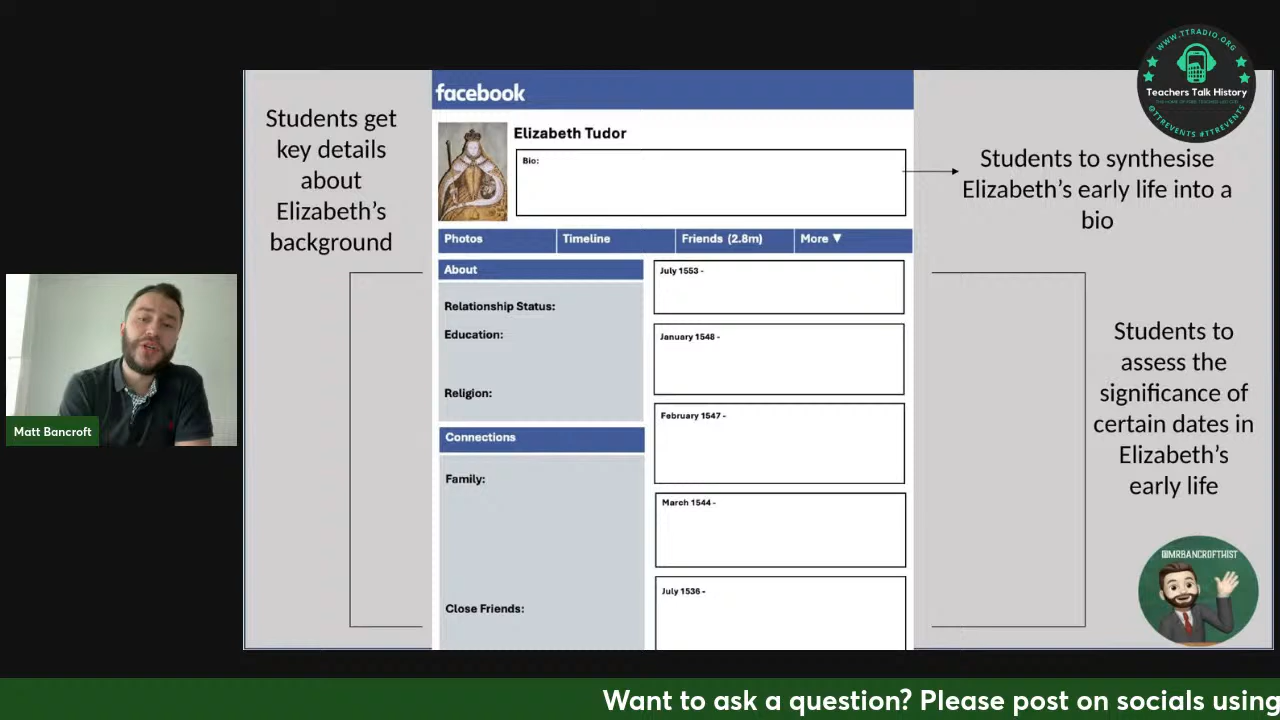 WWW.TTRADIO.ORG
Teachers Talk History
@TTREVENTS #TTREVENTS
Students get
key details
about
Elizabeth's
background
facebook
Elizabeth Tudor
Bio:
Students to synthesise
Elizabeth's early life into a
bio
Photos
Timeline
Friends (2.8m)
More ▼
About
Relationship Status:
Education:
Religion:
Connections
Family:
Close Friends:
July 1553 -
January 1548 -
February 1547 -
March 1544 -
July 1536 -
Students to
assess the
significance of
certain dates in
Elizabeth's
early life
@MRBANCROFTHIST
Matt Bancroft
Want to ask a question? Please post on socials using